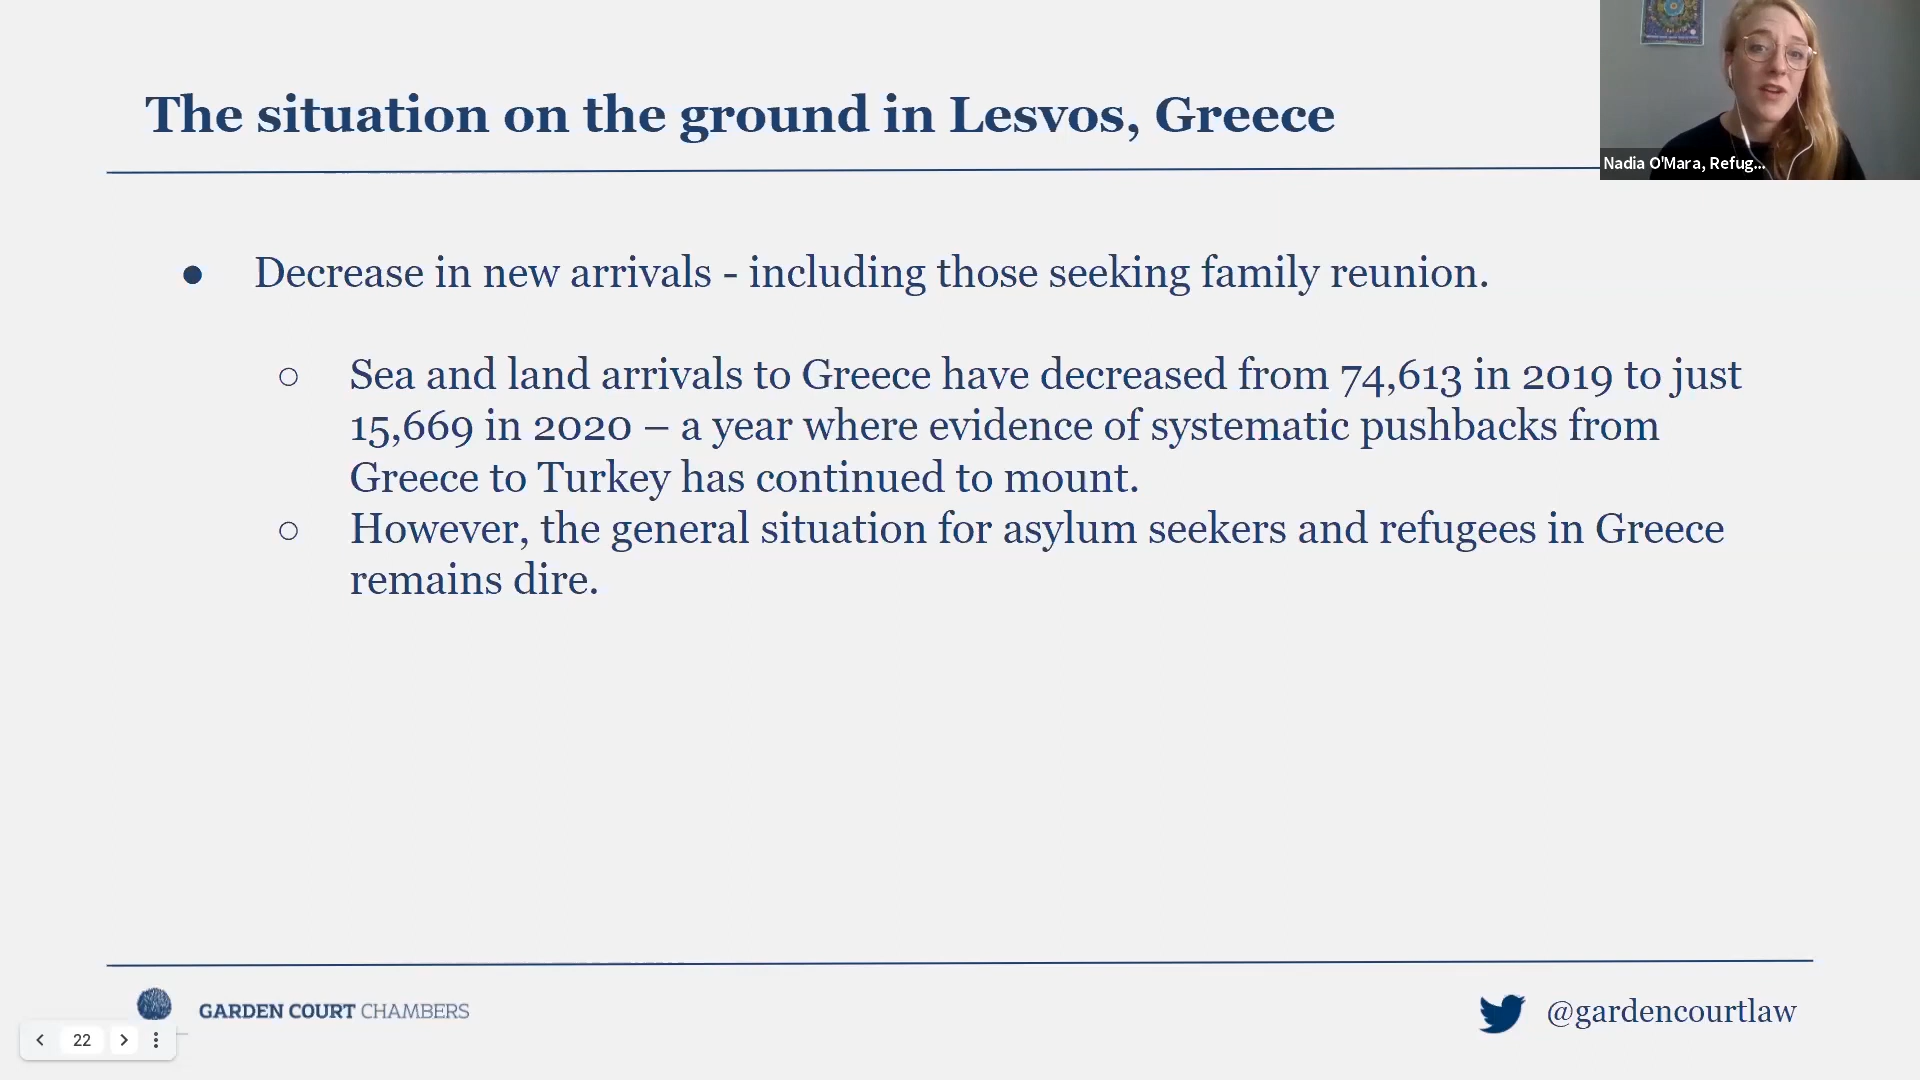 The situation on the ground in Lesvos, Greece
Nadia O'Mara, Refug...
● Decrease in new arrivals - including those seeking family reunion.
○ Sea and land arrivals to Greece have decreased from 74,613 in 2019 to just
15,669 in 2020 – a year where evidence of systematic pushbacks from
Greece to Turkey has continued to mount.
○ However, the general situation for asylum seekers and refugees in Greece
remains dire.
GARDEN COURT CHAMBERS
@gardencourtlaw
22